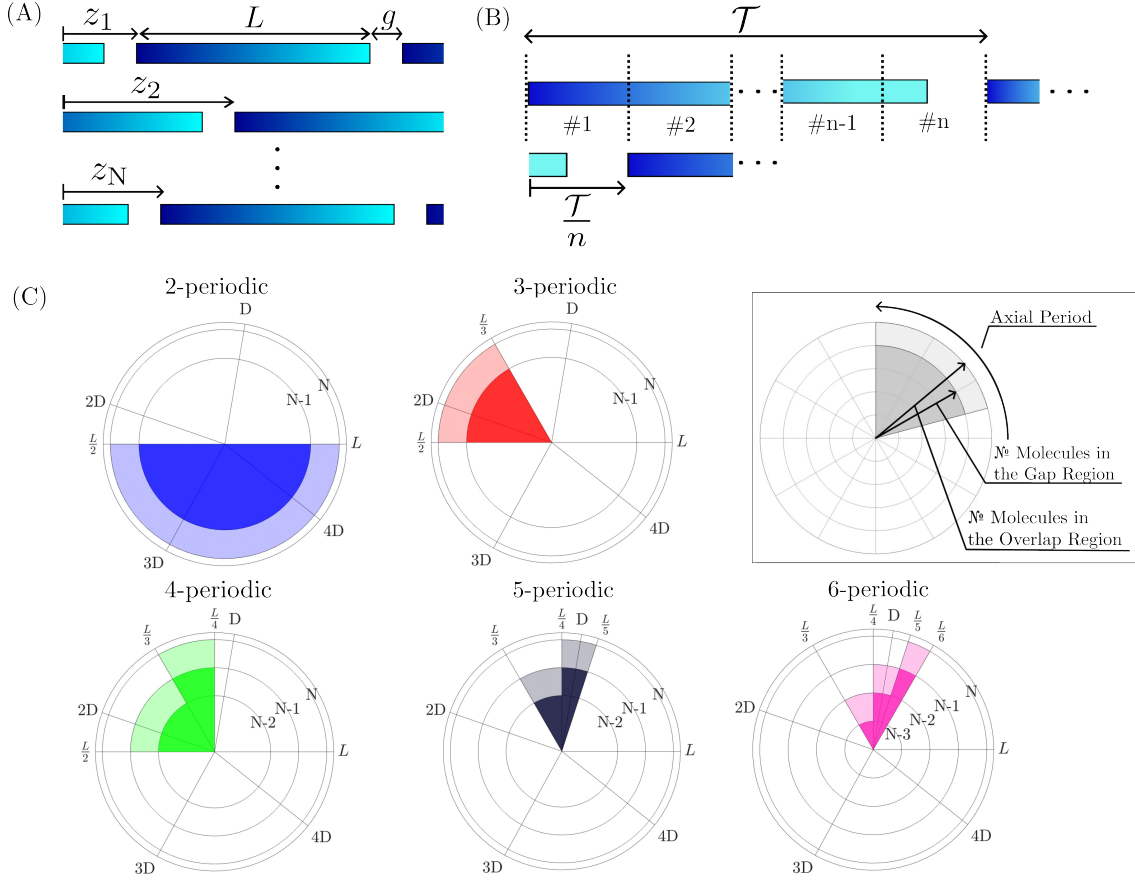 (A)
z1
L
g
z2
⋮
zN
(B)
𝒯
#1
#2
#n-1
#n
𝒯/n
(C)
2-periodic
D
2D
L/2
3D
4D
L
N
N-1
3-periodic
L/3
D
2D
L/2
3D
4D
L
Axial Period
№ Molecules in
the Gap Region
№ Molecules in
the Overlap Region
4-periodic
L/4
D
L/3
2D
L/2
3D
4D
L
N
N-1
N-2
5-periodic
L/4
D
L/5
L/3
2D
3D
4D
L
N
N-1
N-2
6-periodic
L/4
D
L/5
L/6
L/3
2D
3D
4D
L
N
N-1
N-2
N-3